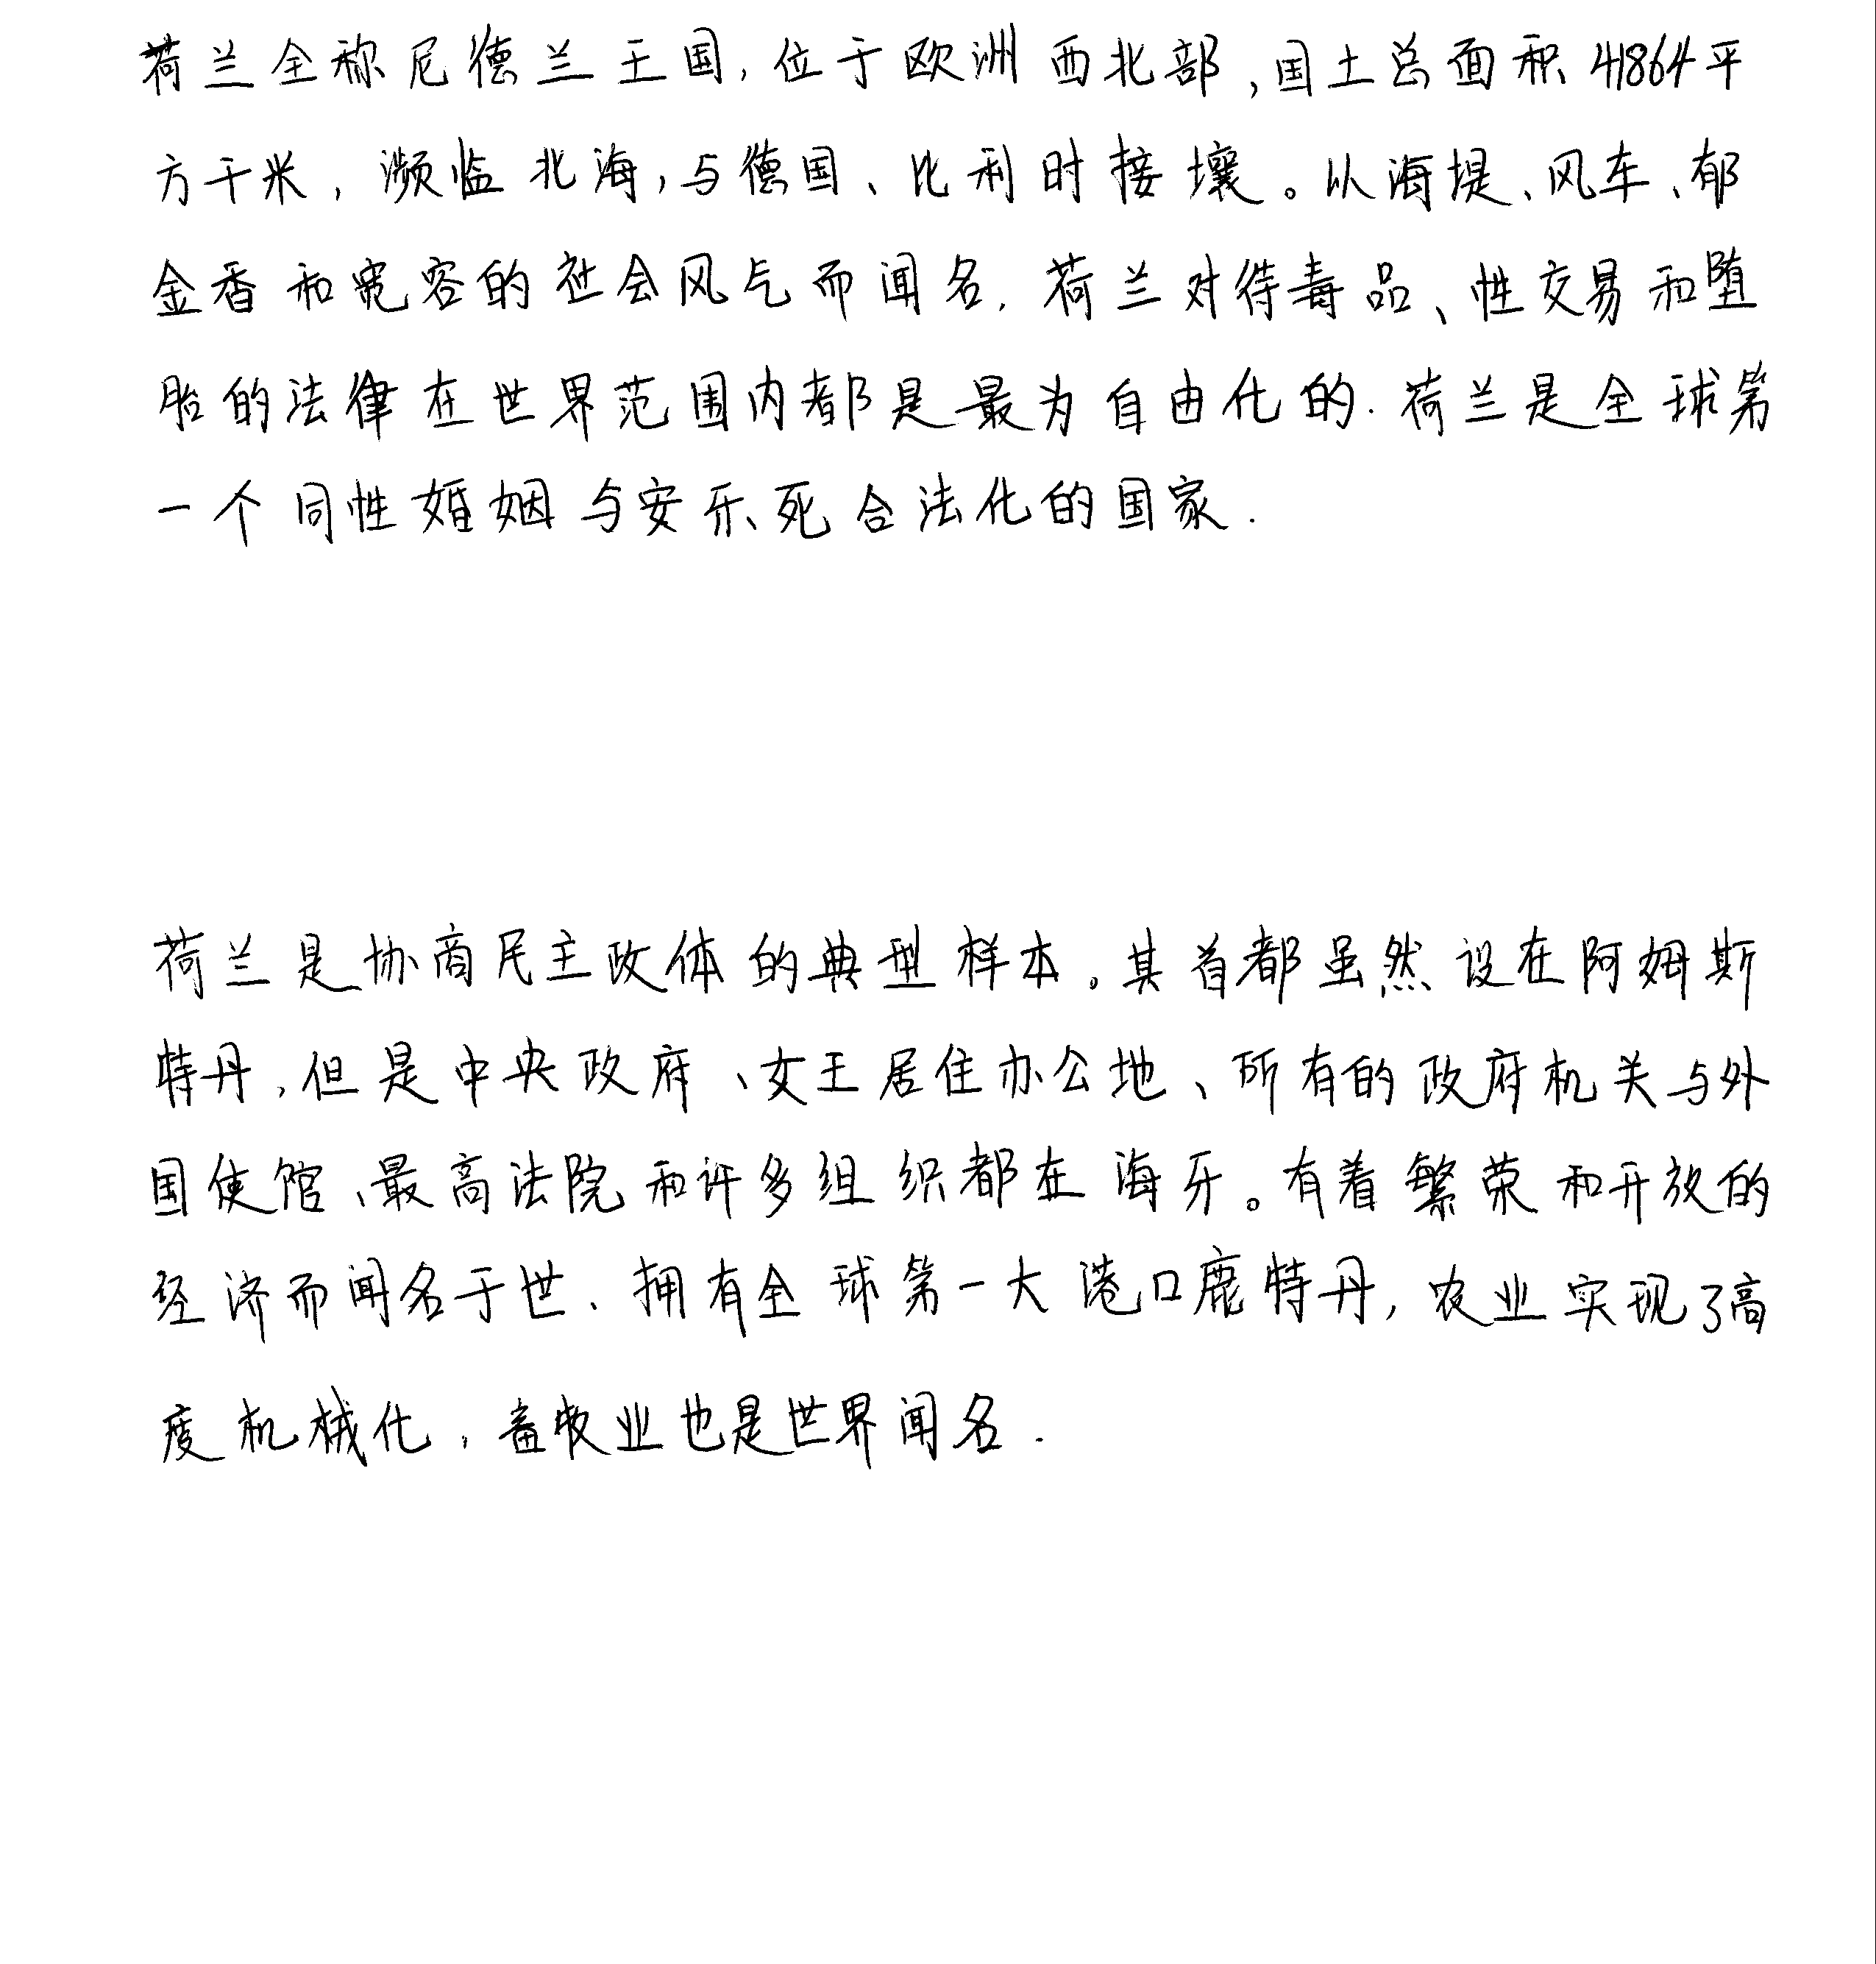 荷兰全称尼德兰王国,位于欧洲西北部,国土总面积41864平
方千米,濒临北海,与德国、比利时接壤。从海堤、风车、郁
金香和宽容的社会风气而闻名.荷兰对待毒品、性交易和堕
胎的法律在世界范围内都是最为自由化的.荷兰是全球第
一个同性婚姻与安乐死合法化的国家.
荷兰是协商民主政体的典型样本。其首都虽然设在阿姆斯
特丹,但是中央政府、女王居住办公地、所有的政府机关与外
国使馆、最高法院和许多组织都在海牙。有着繁荣和开放的
经济而闻名于世、拥有全球第一大港口鹿特丹,农业实现了高
度机械化,畜牧业也是世界闻名.